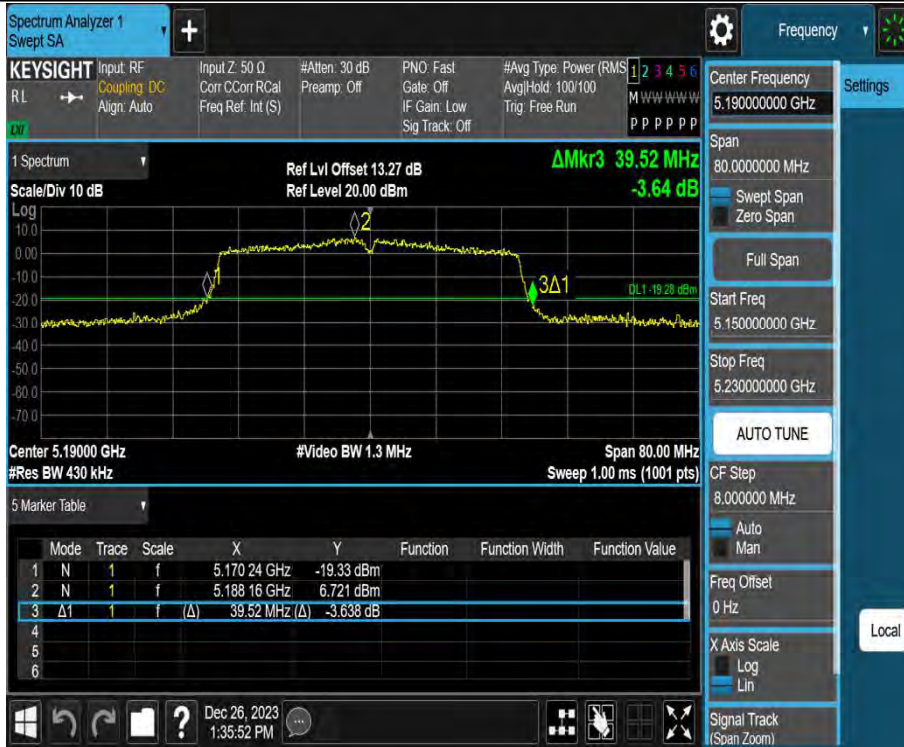 Spectrum Analyzer 1
Swept SA
+
Frequency
KEYSIGHT
R L
LXI
Input: RF
Coupling: DC
Align: Auto
Input Z: 50 Ω
Corr CCorr RCal
Freq Ref: Int (S)
#Atten: 30 dB
Preamp: Off
PNO: Fast
Gate: Off
IF Gain: Low
Sig Track: Off
#Avg Type: Power (RMS
Avg|Hold: 100/100
Trig: Free Run
1 2 3 4 5 6
M W W W W W
P P P P P P
1 Spectrum
Scale/Div 10 dB
Ref Lvl Offset 13.27 dB
Ref Level 20.00 dBm
ΔMkr3 39.52 MHz
-3.64 dB
Log
10.0
0.00
-10.0
-20.0
-30.0
-40.0
-50.0
-60.0
-70.0
2
3Δ1
DL1 -19.28 dBm
Center 5.19000 GHz
#Video BW 1.3 MHz
Span 80.00 MHz
#Res BW 430 kHz
Sweep 1.00 ms (1001 pts)
5 Marker Table
Mode Trace Scale X Y Function Function Width Function Value
1 N 1 f 5.170 24 GHz -19.33 dBm
2 N 1 f 5.188 16 GHz 6.721 dBm
3 Δ1 1 f (Δ) 39.52 MHz (Δ) -3.638 dB
4
5
6
Dec 26, 2023
1:35:52 PM
?
Center Frequency
5.190000000 GHz
Settings
Span
80.0000000 MHz
Swept Span
Zero Span
Full Span
Start Freq
5.150000000 GHz
Stop Freq
5.230000000 GHz
AUTO TUNE
CF Step
8.000000 MHz
Auto
Man
Freq Offset
0 Hz
X Axis Scale
Log
Lin
Local
Signal Track
(Span Zoom)